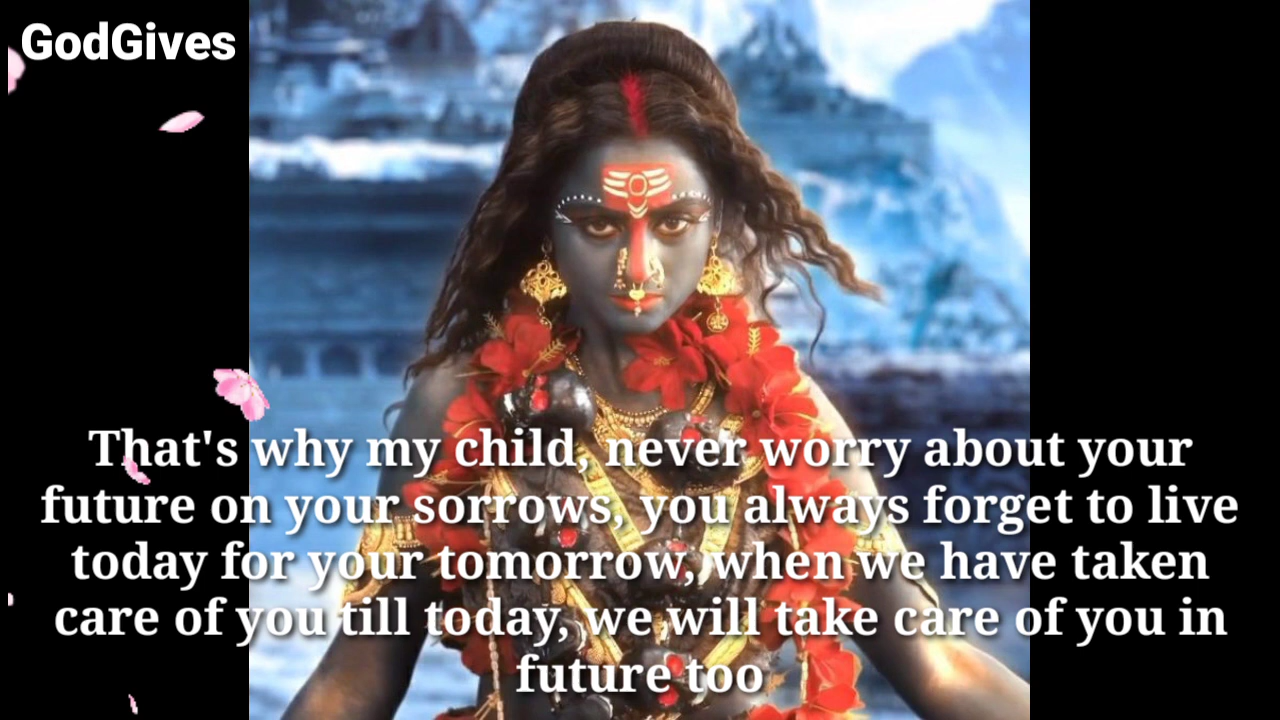 GodGives
That's why my child, never worry about your
future on your sorrows, you always forget to live
today for your tomorrow, when we have taken
care of you till today, we will take care of you in
future too